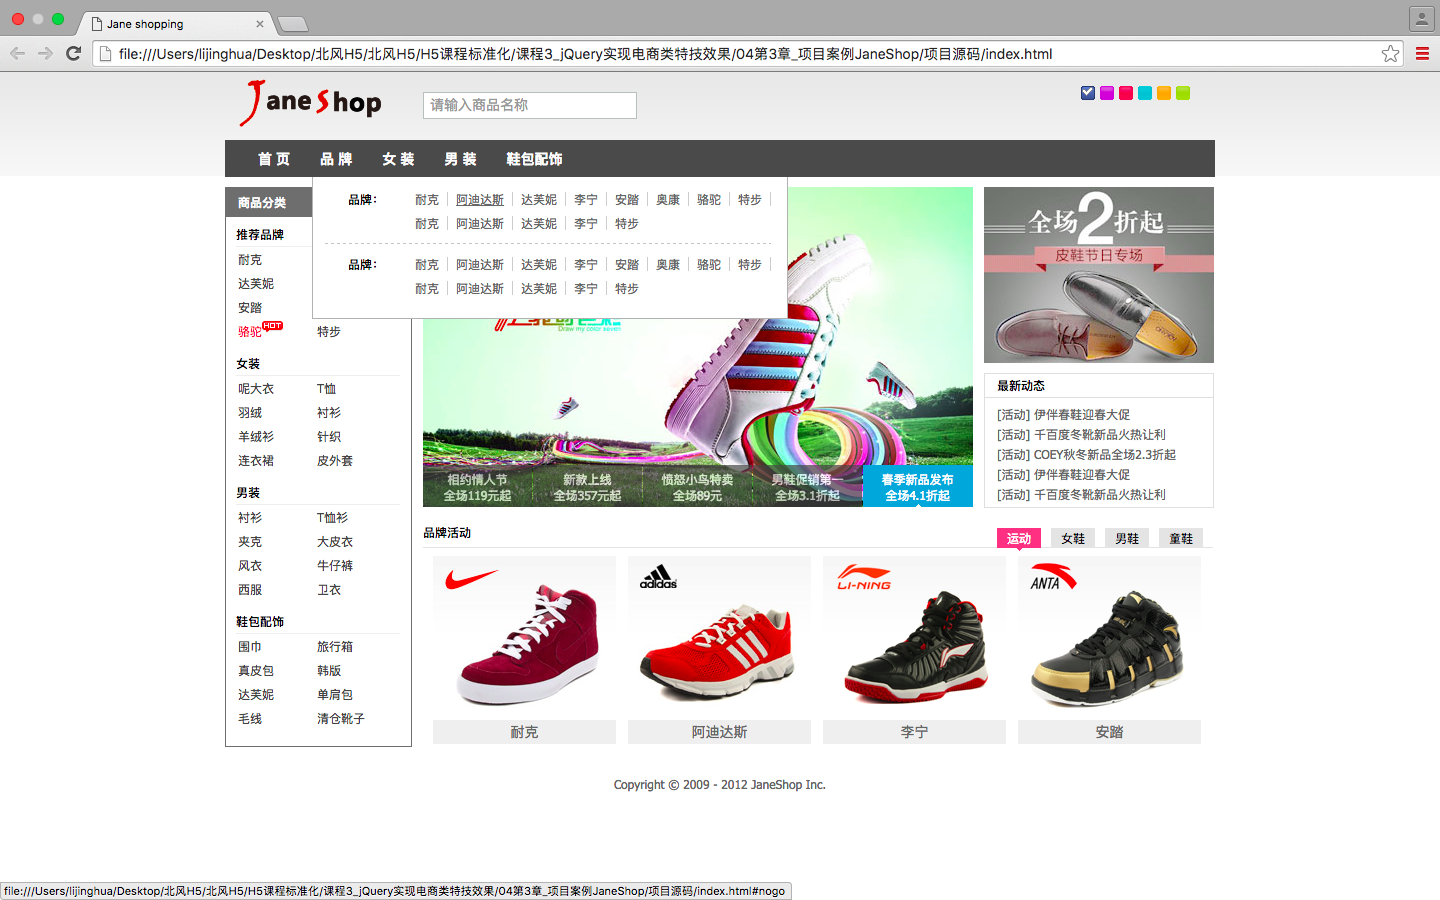 Jane shopping
file:///Users/lijinghua/Desktop/北风H5/北风H5/H5课程标准化/课程3_jQuery实现电商类特技效果/04第3章_项目案例JaneShop/项目源码/index.html
Jane Shop
请输入商品名称
首 页 品 牌 女 装 男 装 鞋包配饰
品牌： 耐克 阿迪达斯 达芙妮 李宁 安踏 奥康 骆驼 特步
耐克 阿迪达斯 达芙妮 李宁 特步
品牌： 耐克 阿迪达斯 达芙妮 李宁 安踏 奥康 骆驼 特步
耐克 阿迪达斯 达芙妮 李宁 特步
商品分类
推荐品牌
耐克
达芙妮
安踏
骆驼 HOT 特步
女装
呢大衣 T恤
羽绒 衬衫
羊绒衫 针织
连衣裙 皮外套
男装
衬衫 T恤衫
夹克 大皮衣
风衣 牛仔裤
西服 卫衣
鞋包配饰
围巾 旅行箱
真皮包 韩版
达芙妮 单肩包
毛线 清仓靴子
Draw my color seven
相约情人节 新款上线 愤怒小鸟特卖 男鞋促销第一 春季新品发布
全场119元起 全场357元起 全场89元 全场3.1折起 全场4.1折起
全场2折起
皮鞋节日专场
最新动态
[活动] 伊伴春鞋迎春大促
[活动] 千百度冬靴新品火热让利
[活动] COEY秋冬新品全场2.3折起
[活动] 伊伴春鞋迎春大促
[活动] 千百度冬靴新品火热让利
品牌活动 运动 女鞋 男鞋 童鞋
adidas LI-NING ANTA
耐克 阿迪达斯 李宁 安踏
Copyright © 2009 - 2012 JaneShop Inc.
file:///Users/lijinghua/Desktop/北风H5/北风H5/H5课程标准化/课程3_jQuery实现电商类特技效果/04第3章_项目案例JaneShop/项目源码/index.html#nogo